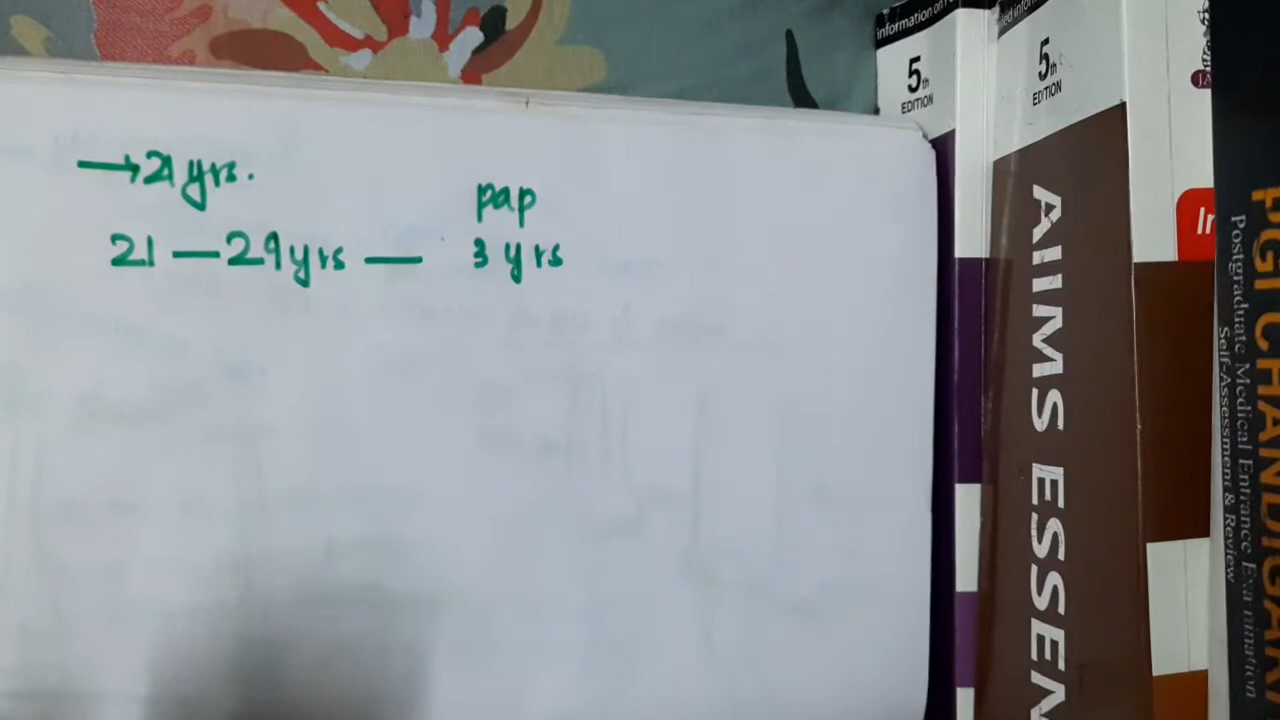 →21 yrs.
pap
21 — 29 yrs — 3 yrs
5th
EDITION
5th
EDITION
AIIMS ESSEN
PGI CHANDIGAR
Postgraduate Medical Entrance Examination
Self-Assessment & Review